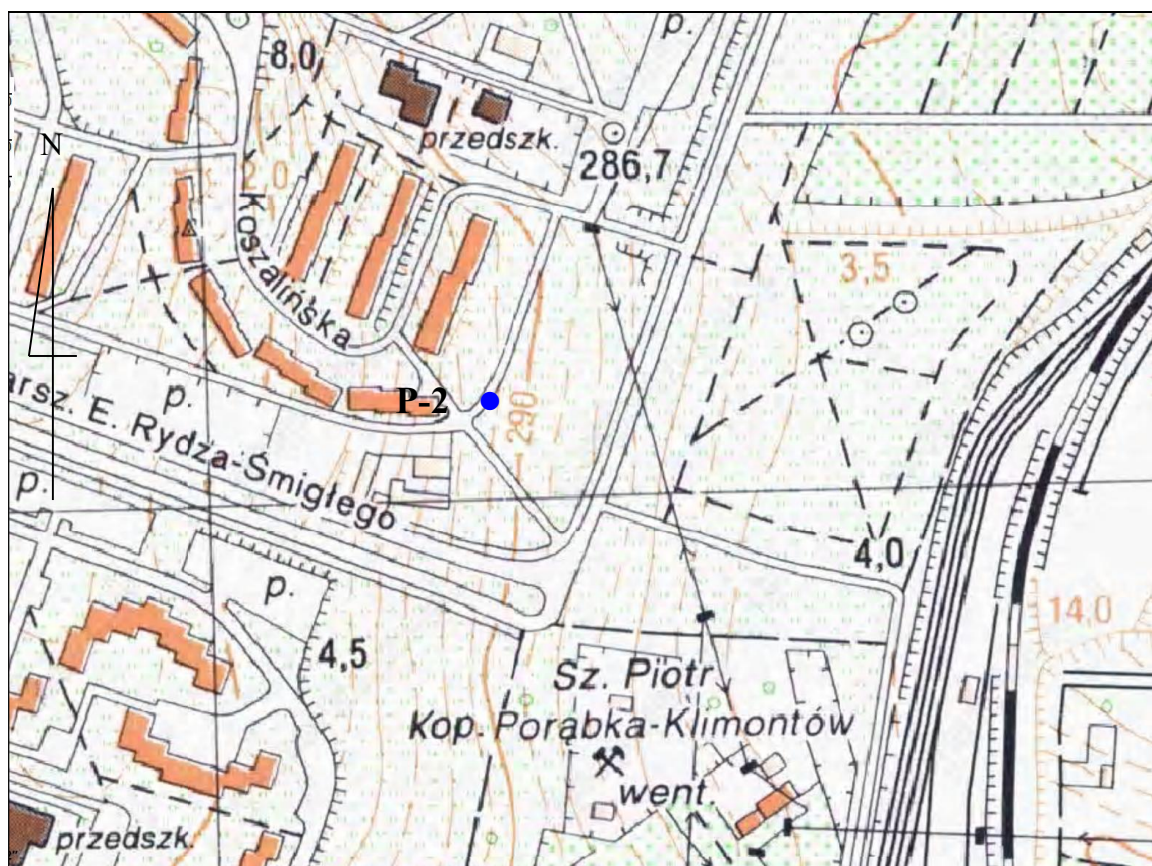 8,0
p.
przedszk.
286,7
N
2,0
Koszalińska
3,5
p.
P-2
290
arsz. E. Rydza-Śmigłego
p.
4,0
p.
4,5
14,0
Sz. Piotr
Kop. Porąbka-Klimontów
went.
przedszk.